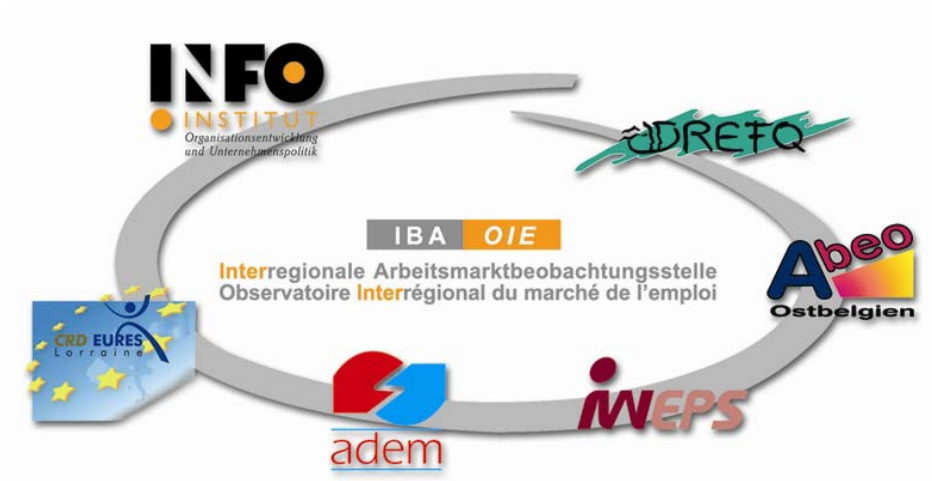 INFO
INSTITUT
Organisationsentwicklung
und Unternehmenspolitik
OREFQ
IBA OIE
Interregionale Arbeitsmarktbeobachtungsstelle
Observatoire Interrégional du marché de l'emploi
Abeo
Ostbelgien
CRD EURES
Lorraine
adem
iWEPS